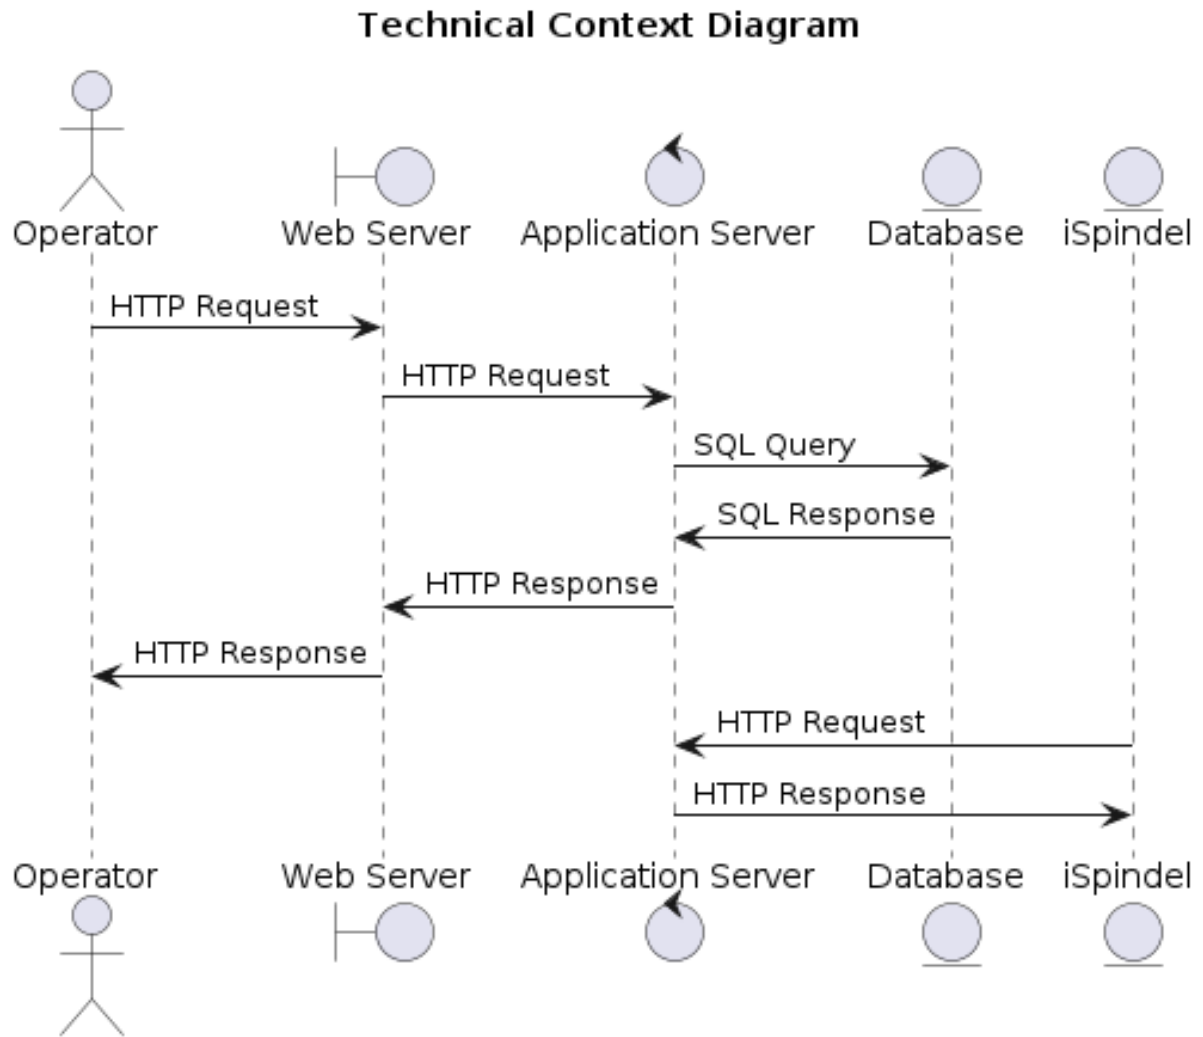 Technical Context Diagram
Operator
Web Server
Application Server
Database
iSpindel
HTTP Request
HTTP Request
SQL Query
SQL Response
HTTP Response
HTTP Response
HTTP Request
HTTP Response
Operator
Web Server
Application Server
Database
iSpindel